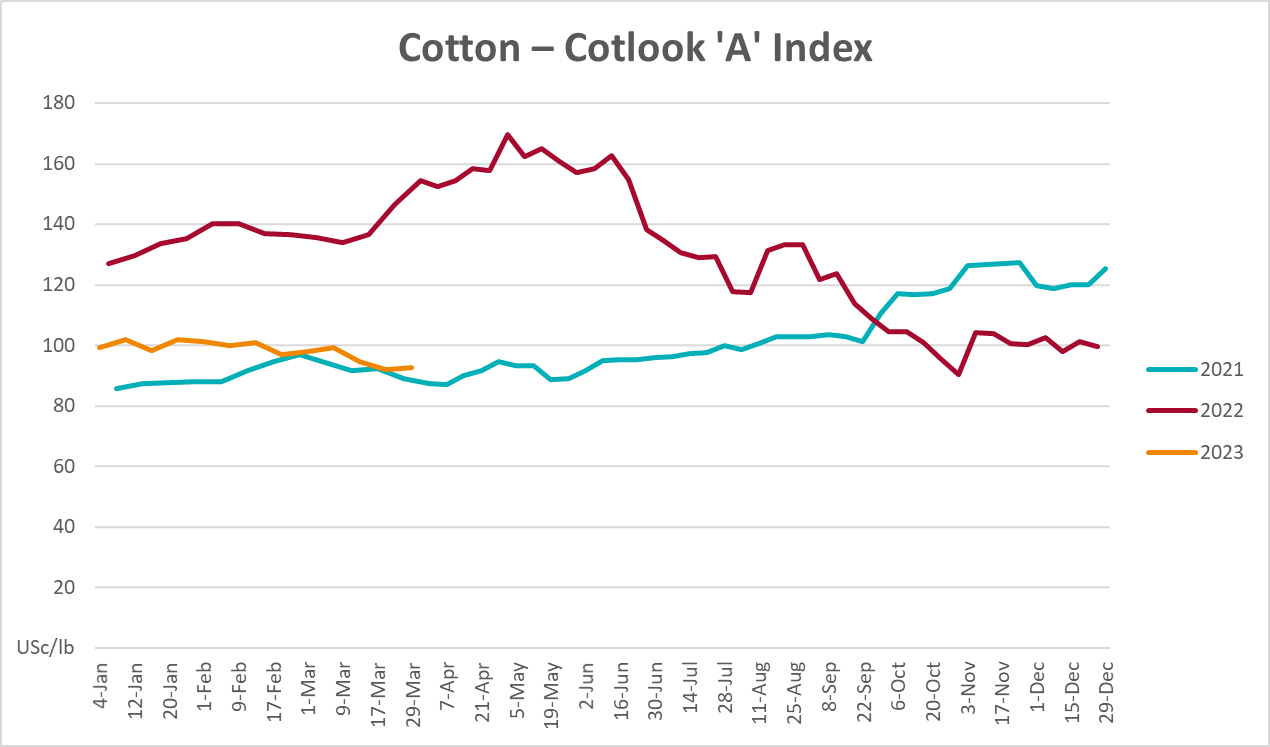 Cotton – Cotlook 'A' Index
180
160
140
120
100
80
60
40
20
USc/lb
4-Jan
12-Jan
20-Jan
1-Feb
9-Feb
17-Feb
1-Mar
9-Mar
17-Mar
29-Mar
7-Apr
21-Apr
5-May
19-May
2-Jun
16-Jun
30-Jun
14-Jul
28-Jul
11-Aug
25-Aug
8-Sep
22-Sep
6-Oct
20-Oct
3-Nov
17-Nov
1-Dec
15-Dec
29-Dec
2021
2022
2023